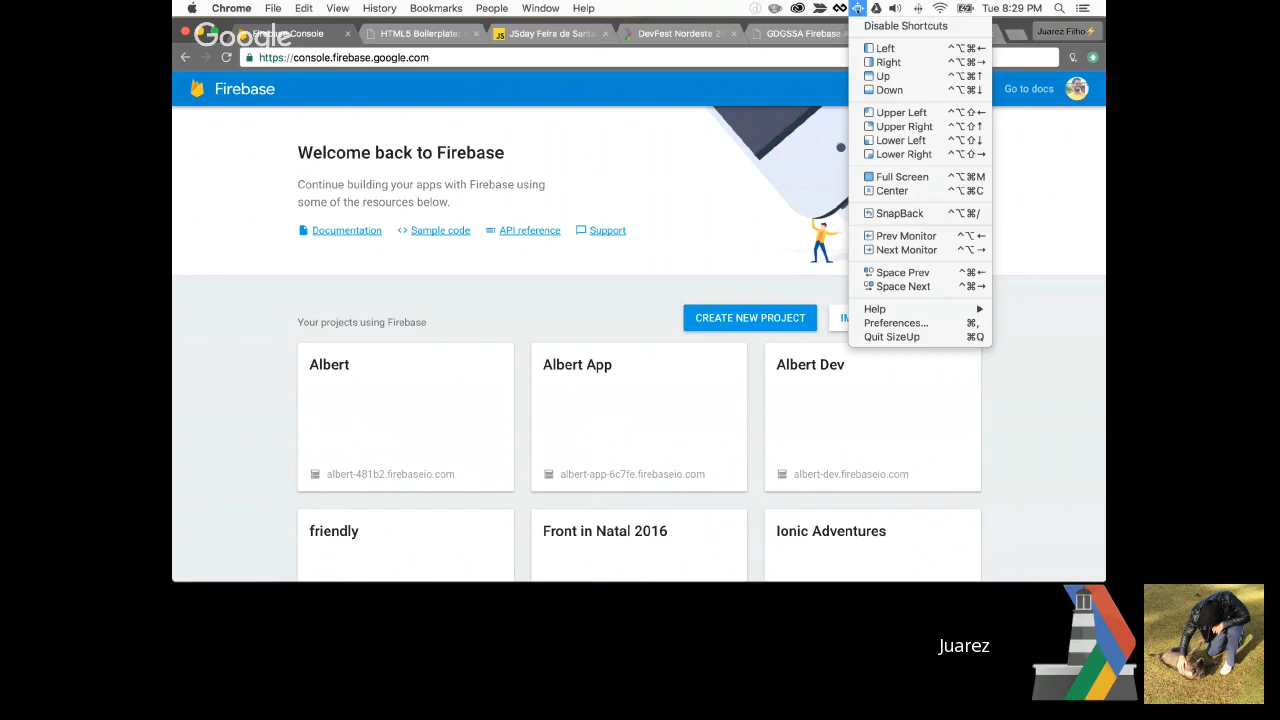 Chrome File Edit View History Bookmarks People Window Help Tue 8:29 PM
Google
Firebase Console HTML5 Boilerplate: JSday Feira de Santa DevFest Nordeste 2 GDGSSA Firebase A Juarez Filho
https://console.firebase.google.com
Firebase Go to docs
Welcome back to Firebase
Continue building your apps with Firebase using
some of the resources below.
Documentation Sample code API reference Support
Your projects using Firebase CREATE NEW PROJECT IM
Albert Albert App Albert Dev
albert-481b2.firebaseio.com albert-app-6c7fe.firebaseio.com albert-dev.firebaseio.com
friendly Front in Natal 2016 Ionic Adventures
Disable Shortcuts
Left ^⌥⌘←
Right ^⌥⌘→
Up ^⌥⌘↑
Down ^⌥⌘↓
Upper Left ^⌥⇧←
Upper Right ^⌥⇧↑
Lower Left ^⌥⇧↓
Lower Right ^⌥⇧→
Full Screen ^⌥⌘M
Center ^⌥⌘C
SnapBack ^⌥⌘/
Prev Monitor ^⌥←
Next Monitor ^⌥→
Space Prev ^⌘←
Space Next ^⌘→
Help
Preferences... ⌘,
Quit SizeUp ⌘Q
Juarez